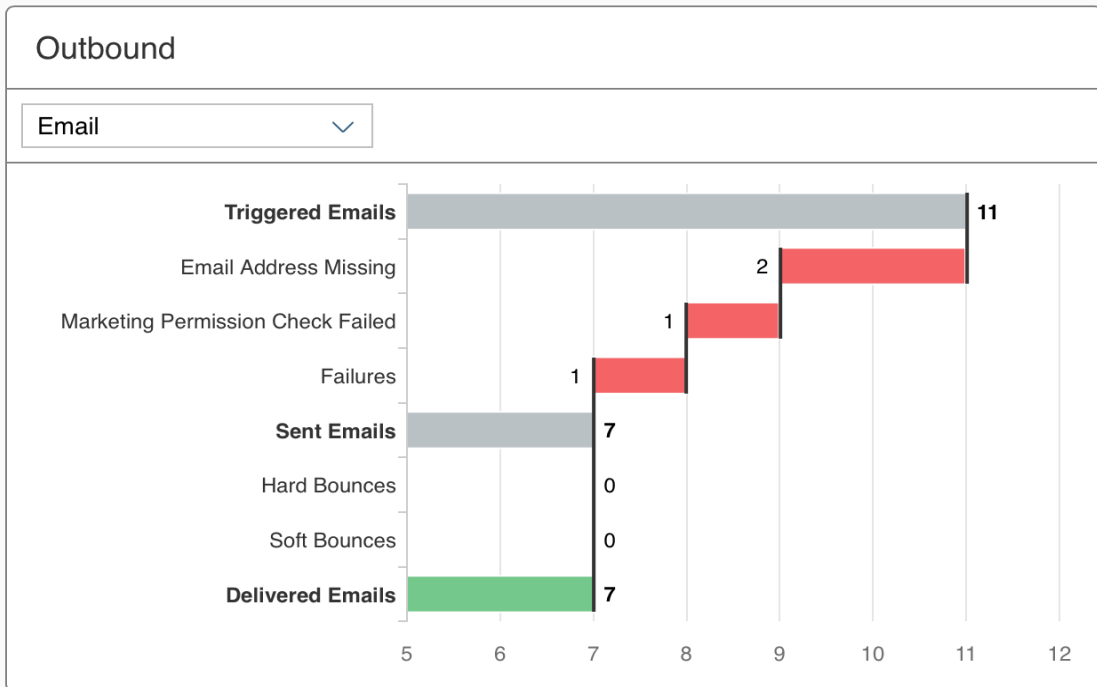 Outbound
Email
Triggered Emails 11
Email Address Missing 2
Marketing Permission Check Failed 1
Failures 1
Sent Emails 7
Hard Bounces 0
Soft Bounces 0
Delivered Emails 7
5 6 7 8 9 10 11 12